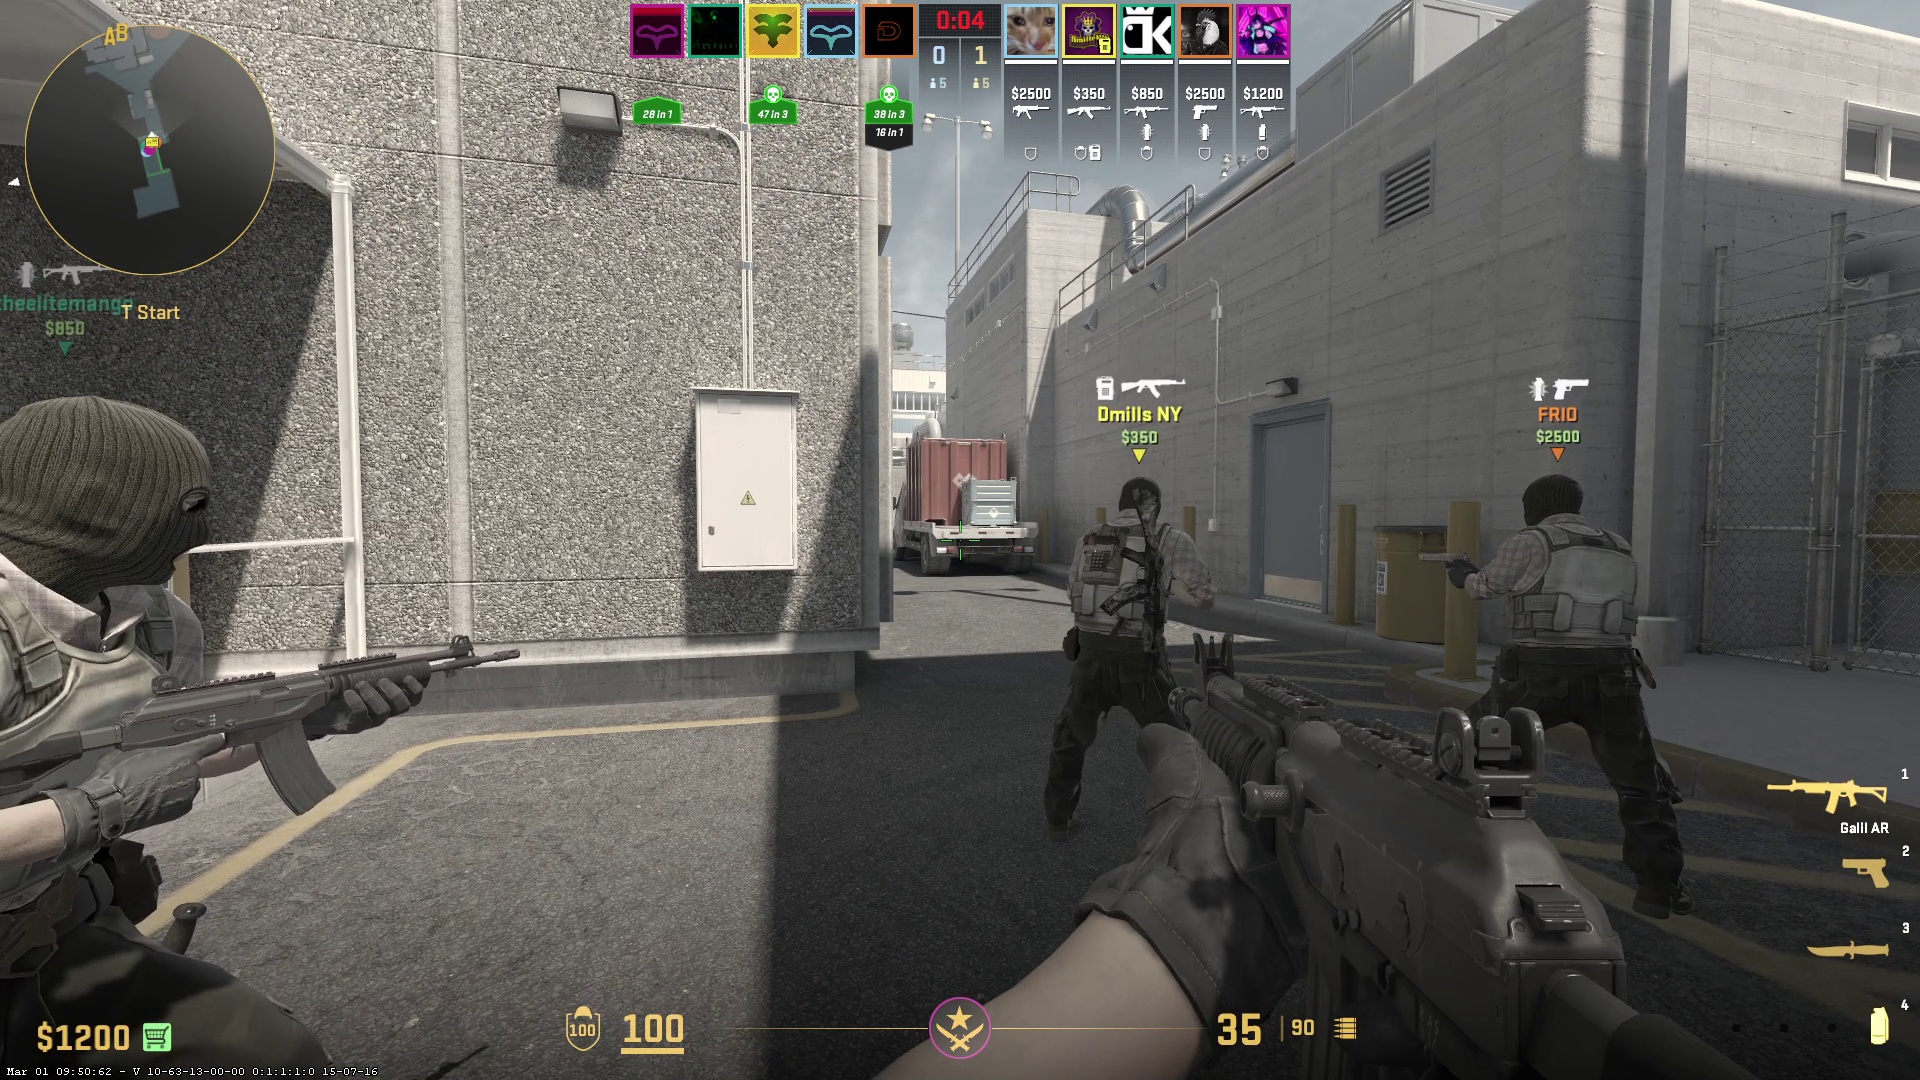 AB
0:04
0
1
5
5
$2500
$350
$850
$2500
$1200
28 in 1
47 in 3
38 in 3
16 in 1
theelitemango
$850
T Start
Dmills NY
$350
FRIO
$2500
1
Galil AR
2
3
4
$1200
100
100
35
90
Mar 01 09:50:62 - V 10-63-13-00-00 0:1:1:1:0 15-07-16